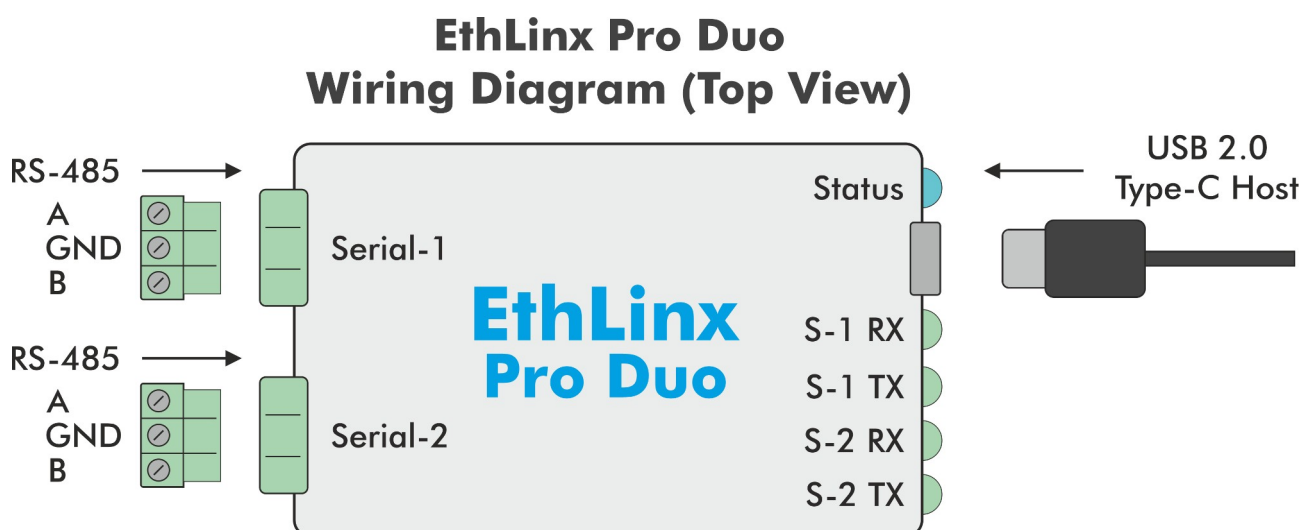 EthLinx Pro Duo
Wiring Diagram (Top View)
RS-485
A
GND
B
Serial-1
RS-485
A
GND
B
Serial-2
EthLinx
Pro Duo
Status
S-1 RX
S-1 TX
S-2 RX
S-2 TX
USB 2.0
Type-C Host